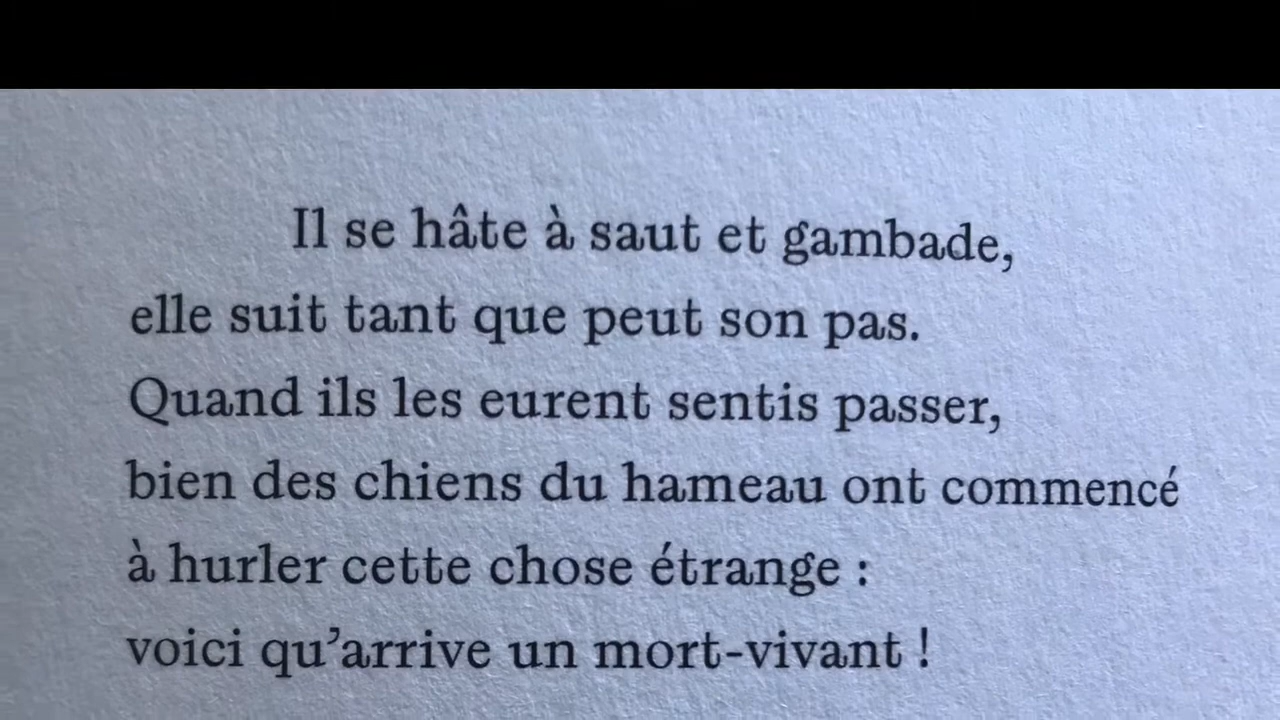 Il se hâte à saut et gambade,
elle suit tant que peut son pas.
Quand ils les eurent sentis passer,
bien des chiens du hameau ont commencé
à hurler cette chose étrange :
voici qu’arrive un mort-vivant !